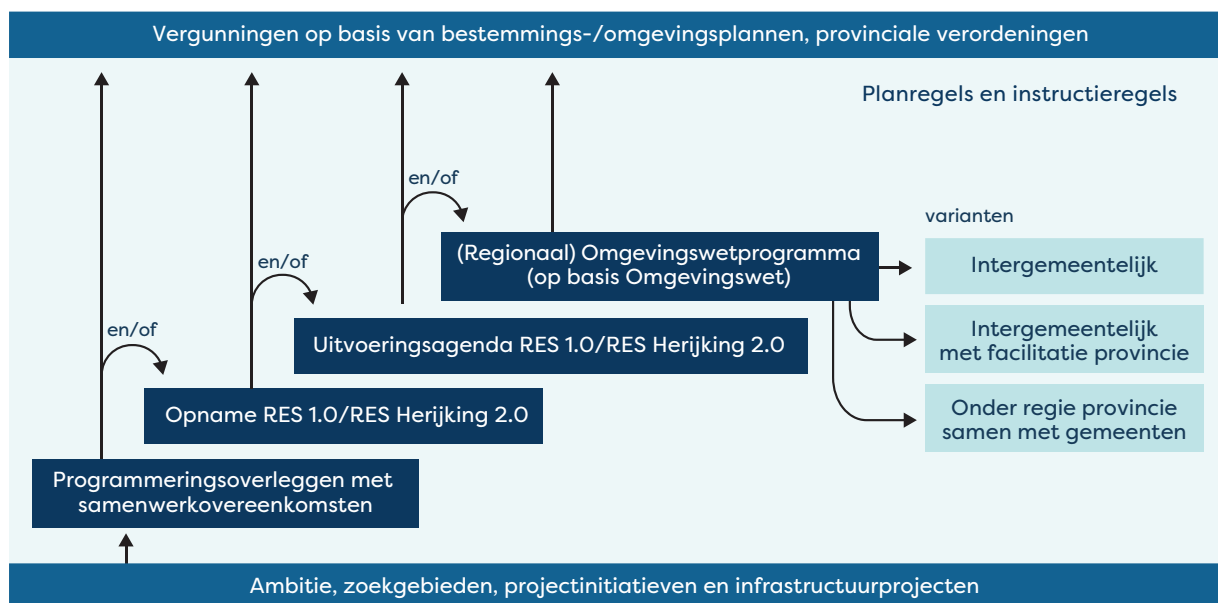 Vergunningen op basis van bestemmings-/omgevingsplannen, provinciale verordeningen
Planregels en instructieregels
en/of
varianten
(Regionaal) Omgevingswetprogramma
(op basis Omgevingswet)
Intergemeentelijk
en/of
Intergemeentelijk
met facilitatie provincie
Uitvoeringsagenda RES 1.0/RES Herijking 2.0
en/of
Onder regie provincie
samen met gemeenten
Opname RES 1.0/RES Herijking 2.0
Programmeringsoverleggen met
samenwerkovereenkomsten
Ambitie, zoekgebieden, projectinitiatieven en infrastructuurprojecten